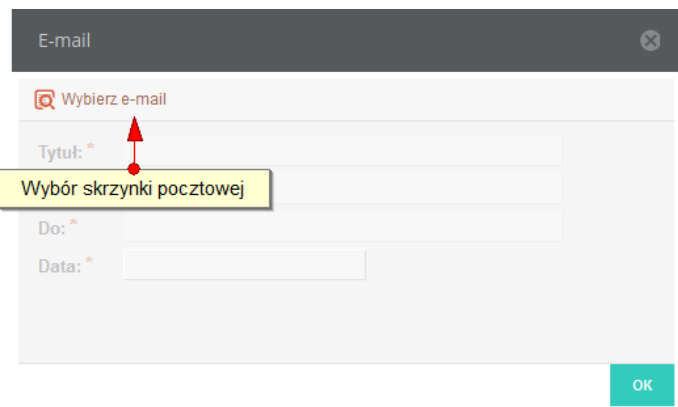 E-mail
Wybierz e-mail
Tytuł: *
Wybór skrzynki pocztowej
Do: *
Data: *
OK